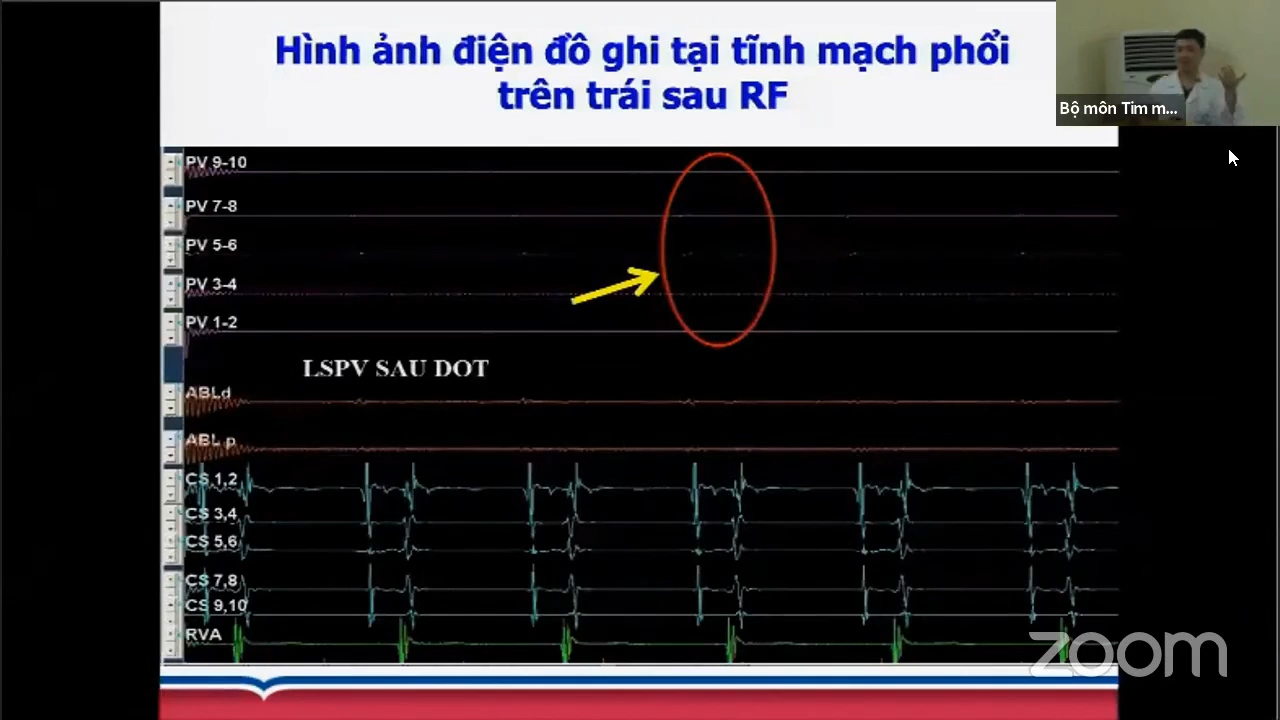 Hình ảnh điện đồ ghi tại tĩnh mạch phổi
trên trái sau RF
Bộ môn Tim m...
PV 9-10
PV 7-8
PV 5-6
PV 3-4
PV 1-2
LSPV SAU DOT
ABLd
ABL p
CS 1,2
CS 3,4
CS 5,6
CS 7,8
CS 9,10
RVA
zoom